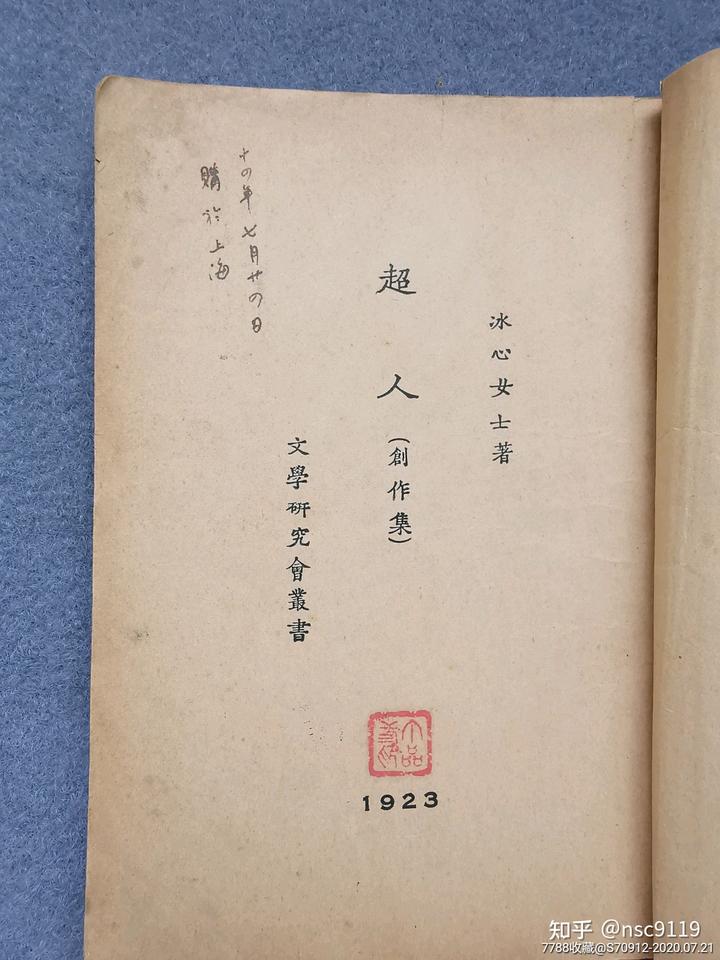 冰心女士著
超人(創作集)
文學研究會叢書
十四年七月廿四日
購於上海
1923
知乎 @nsc9119
7788收藏@S70912-2020.07.21